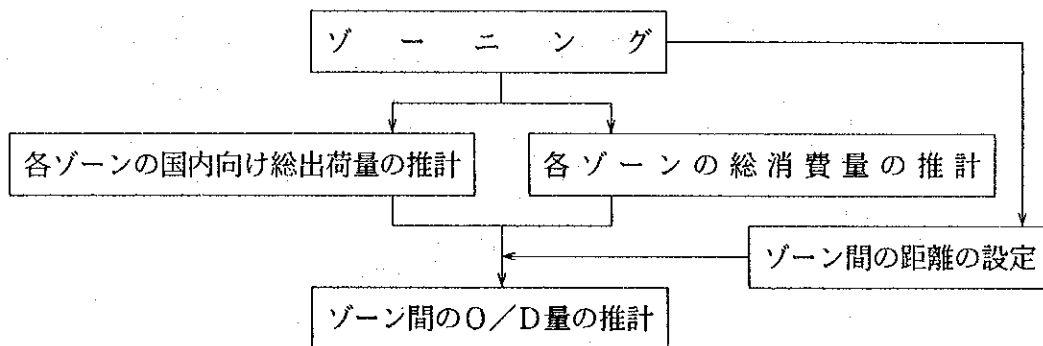 ゾーニング
各ゾーンの国内向け総出荷量の推計
各ゾーンの総消費量の推計
ゾーン間の距離の設定
ゾーン間のO/D量の推計